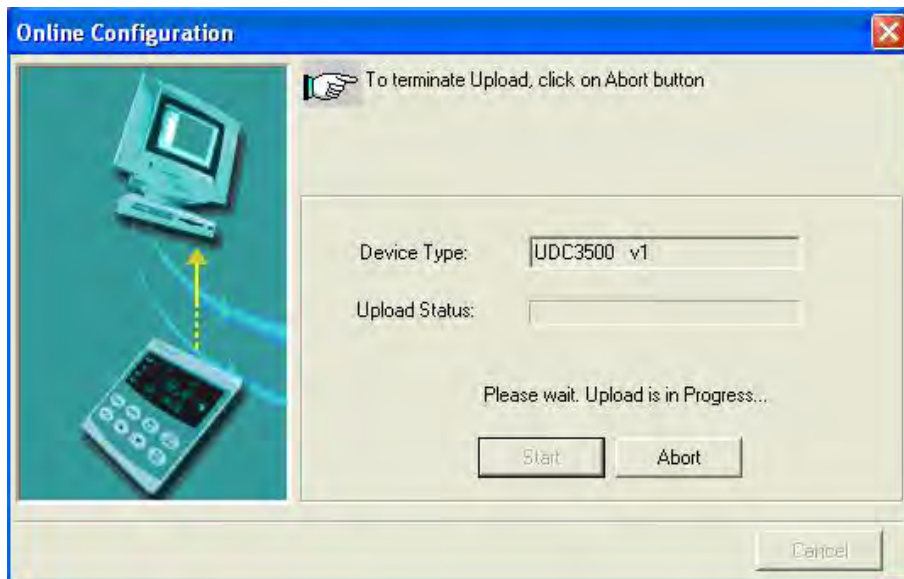 Online Configuration
To terminate Upload, click on Abort button
Device Type: UDC3500 v1
Upload Status:
Please wait. Upload is in Progress...
Start Abort
Cancel